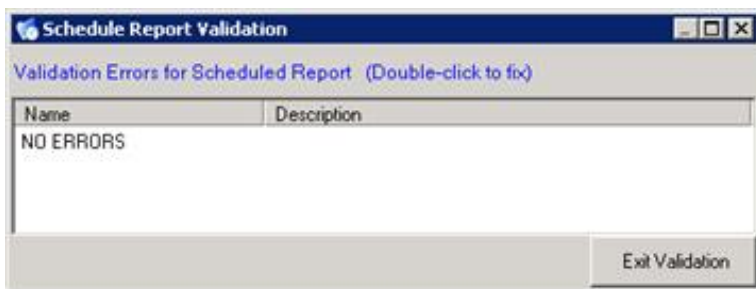 Schedule Report Validation
Validation Errors for Scheduled Report (Double-click to fix)
Name Description
NO ERRORS
Exit Validation